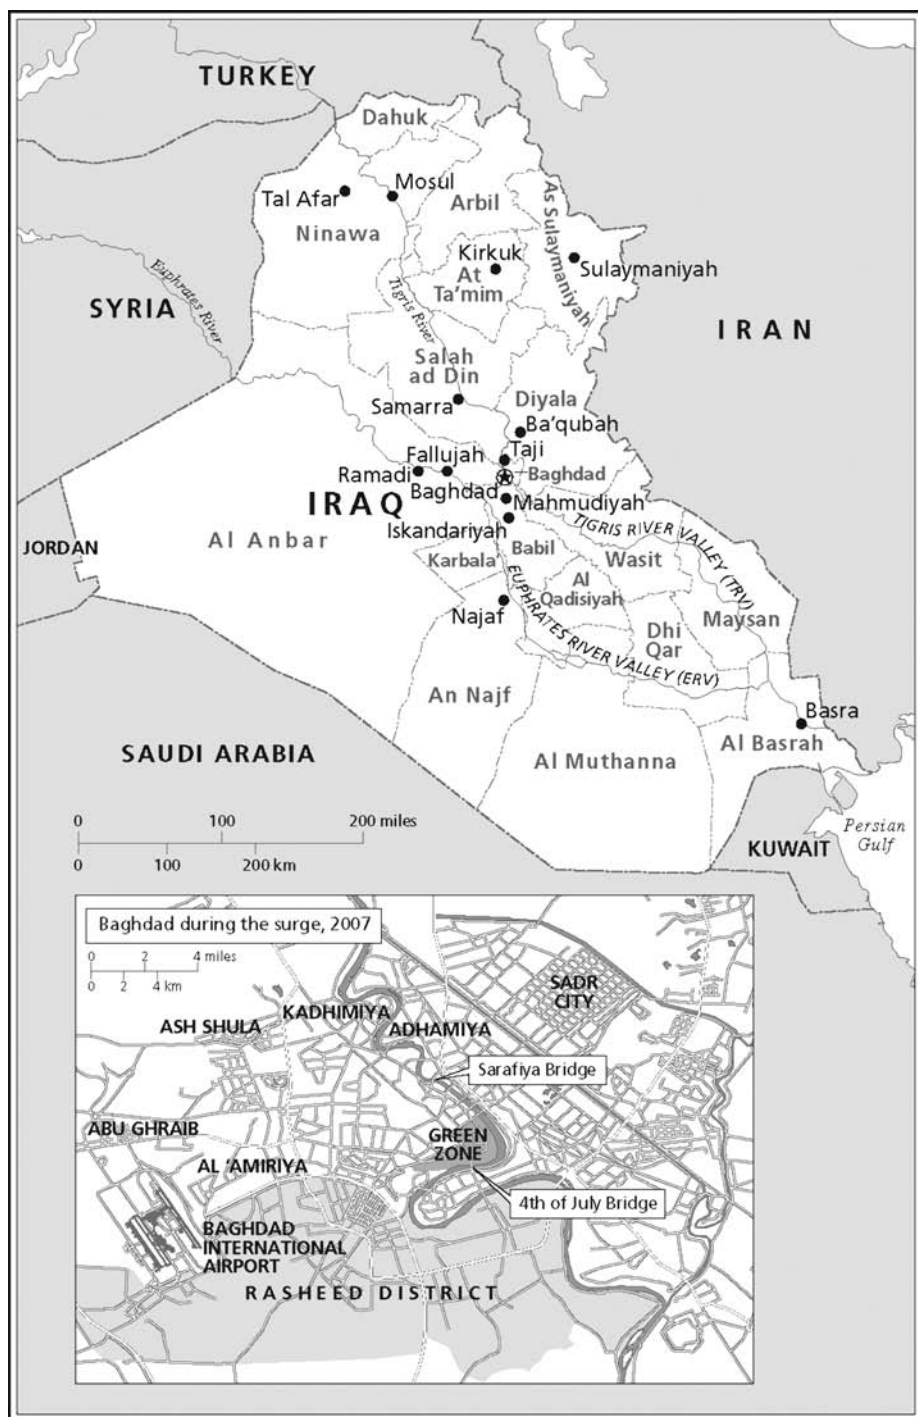 TURKEY
Dahuk
Mosul
Tal Afar
Arbil
As Sulaymaniyah
Ninawa
Kirkuk
At
Ta'mim
Sulaymaniyah
Euphrates River
Tigris River
SYRIA
IRAN
Salah
ad Din
Diyala
Samarra
Ba'qubah
Taji
Fallujah
Ramadi
Baghdad
Baghdad
IRAQ
Mahmudiyah
TIGRIS RIVER VALLEY (TRV)
Iskandariyah
Al Anbar
JORDAN
Babil
Wasit
Karbala'
EUPHRATES RIVER VALLEY (ERV)
Al
Qadisiyah
Najaf
Maysan
Dhi
Qar
An Najf
Basra
Al Basrah
SAUDI ARABIA
Al Muthanna
0 100 200 miles
0 100 200 km
KUWAIT
Persian
Gulf
Baghdad during the surge, 2007
0 2 4 miles
0 2 4 km
SADR
CITY
KADHIMIYA
ASH SHULA
ADHAMIYA
Sarafiya Bridge
ABU GHRAIB
GREEN
ZONE
AL 'AMIRIYA
4th of July Bridge
BAGHDAD
INTERNATIONAL
AIRPORT
RASHEED DISTRICT